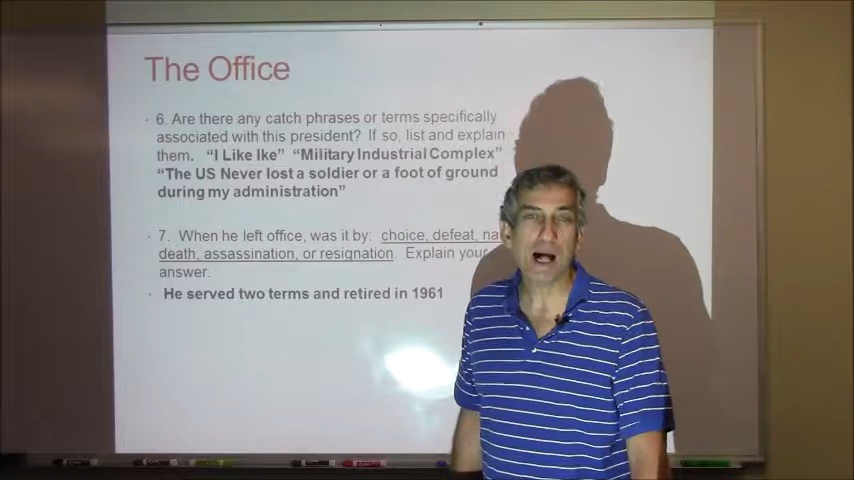 The Office
6. Are there any catch phrases or terms specifically
associated with this president? If so, list and explain
them. "I Like Ike" "Military Industrial Complex"
"The US Never lost a soldier or a foot of ground
during my administration"
7. When he left office, was it by: choice, defeat, na
death, assassination, or resignation. Explain your
answer.
He served two terms and retired in 1961